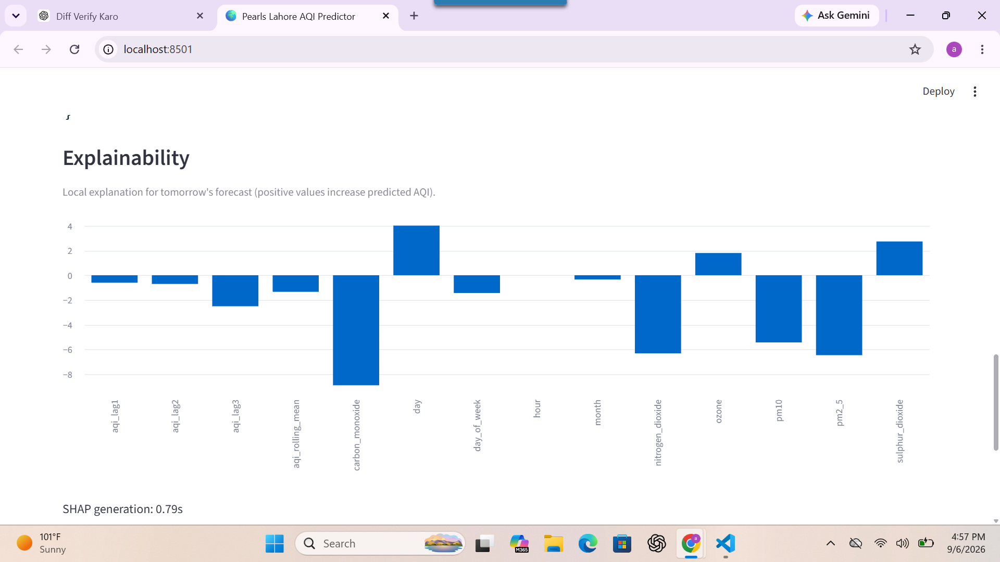 Diff Verify Karo
Pearls Lahore AQI Predictor
Ask Gemini
localhost:8501
a
Deploy
Explainability
Local explanation for tomorrow's forecast (positive values increase predicted AQI).
4
2
0
−2
−4
−6
−8
aqi_lag1
aqi_lag2
aqi_lag3
aqi_rolling_mean
carbon_monoxide
day
day_of_week
hour
month
nitrogen_dioxide
ozone
pm10
pm2_5
sulphur_dioxide
SHAP generation: 0.79s
101°F
Sunny
Search
M365
a
4:57 PM
9/6/2026